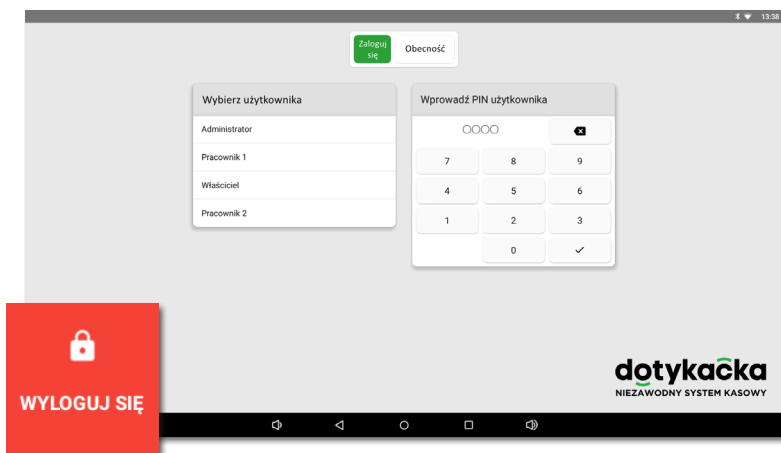 13:38
Zaloguj
się
Obecność
Wybierz użytkownika
Administrator
Pracownik 1
Właściciel
Pracownik 2
Wprowadź PIN użytkownika
7 8 9
4 5 6
1 2 3
0
WYLOGUJ SIĘ
dotykačka
NIEZAWODNY SYSTEM KASOWY